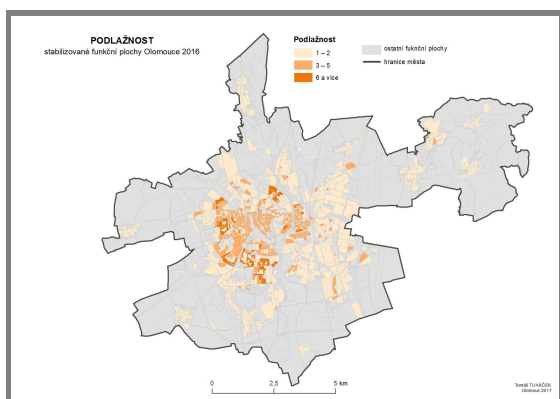 PODLAŽNOST
stabilizované funkční plochy Olomouce 2016
Podlažnost
1 – 2
3 – 5
6 a více
ostatní fuknční plochy
hranice města
0 2,5 5 km
Tomáš TUHÁČEK
Olomouc 2017